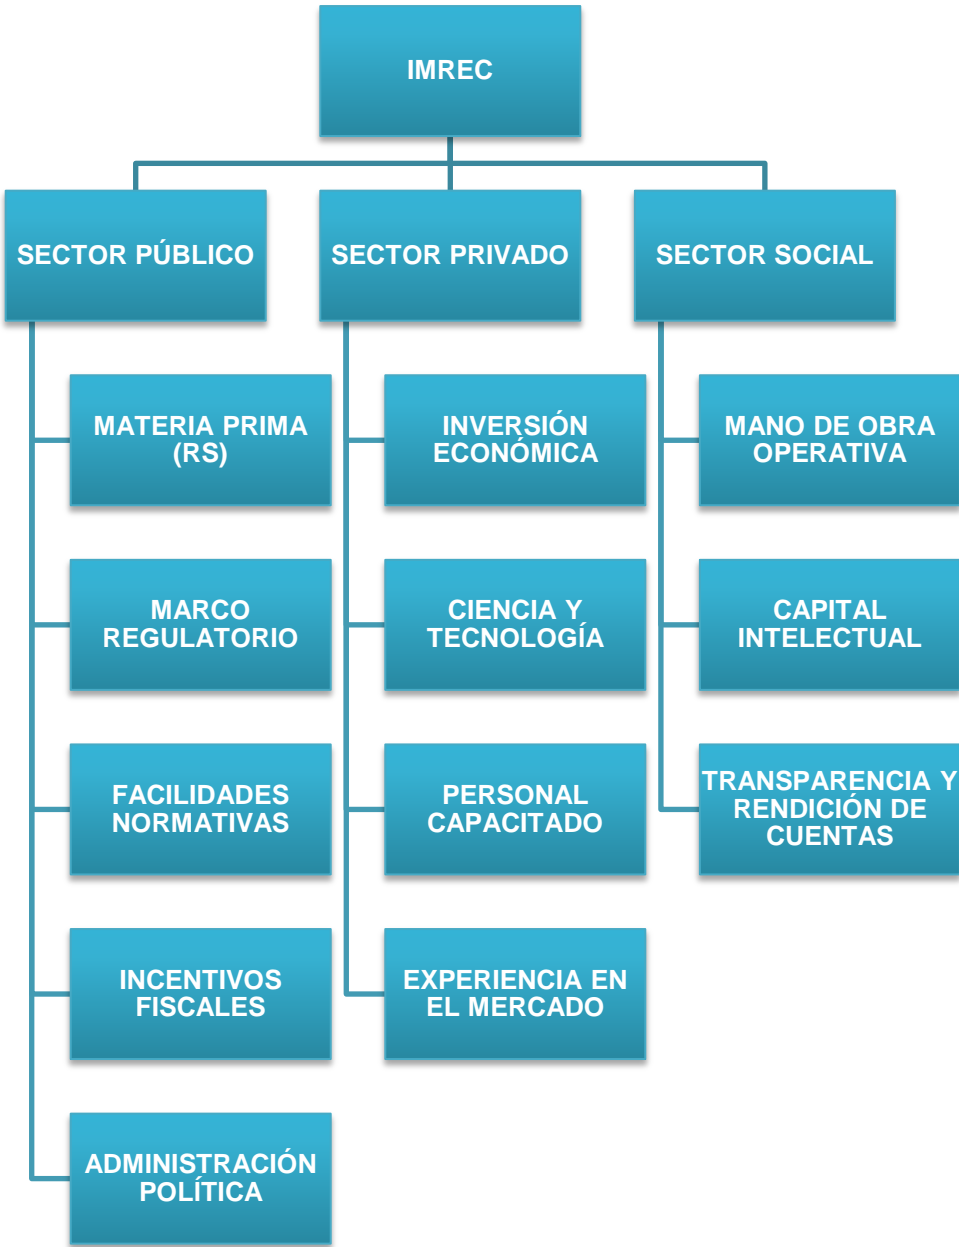 IMREC
SECTOR PÚBLICO
SECTOR PRIVADO
SECTOR SOCIAL
MATERIA PRIMA
(RS)
MARCO
REGULATORIO
FACILIDADES
NORMATIVAS
INCENTIVOS
FISCALES
ADMINISTRACIÓN
POLÍTICA
INVERSIÓN
ECONÓMICA
CIENCIA Y
TECNOLOGÍA
PERSONAL
CAPACITADO
EXPERIENCIA EN
EL MERCADO
MANO DE OBRA
OPERATIVA
CAPITAL
INTELECTUAL
TRANSPARENCIA Y
RENDICIÓN DE
CUENTAS